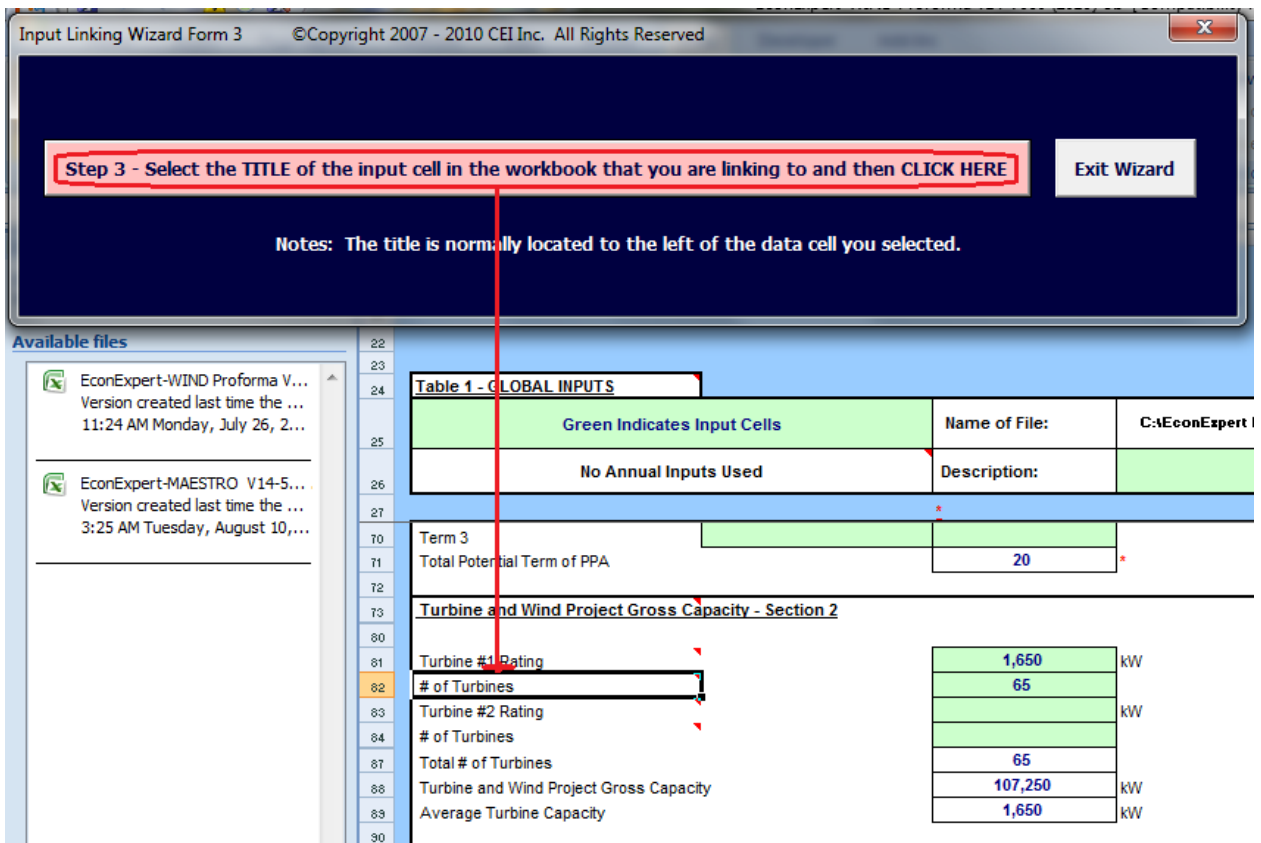 Input Linking Wizard Form 3 ©Copyright 2007 - 2010 CEI Inc. All Rights Reserved
X
Step 3 - Select the TITLE of the input cell in the workbook that you are linking to and then CLICK HERE
Exit Wizard
Notes: The title is normally located to the left of the data cell you selected.
Available files
EconExpert-WIND Proforma V...
Version created last time the ...
11:24 AM Monday, July 26, 2...
EconExpert-MAESTRO V14-5...
Version created last time the ...
3:25 AM Tuesday, August 10,...
22
23
24 Table 1 - GLOBAL INPUTS
25 Green Indicates Input Cells Name of File: C:\EconExpert
26 No Annual Inputs Used Description:
27 *
70 Term 3
71 Total Potential Term of PPA 20 *
72
73 Turbine and Wind Project Gross Capacity - Section 2
80
81 Turbine #1 Rating 1,650 kW
82 # of Turbines 65
83 Turbine #2 Rating kW
84 # of Turbines
87 Total # of Turbines 65
88 Turbine and Wind Project Gross Capacity 107,250 kW
89 Average Turbine Capacity 1,650 kW
90